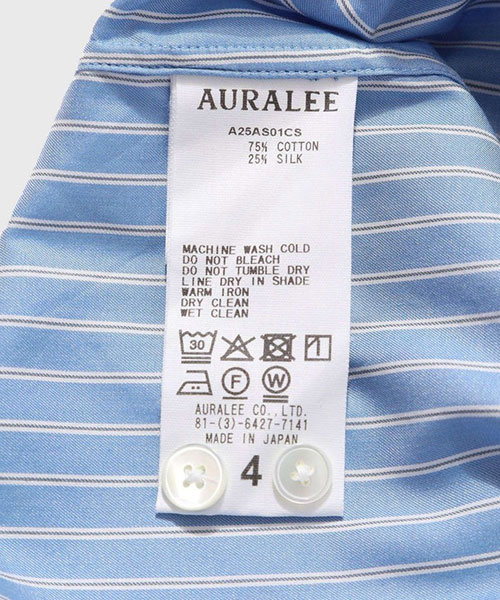 AURALEE
A25AS01CS
75% COTTON
25% SILK
MACHINE WASH COLD
DO NOT BLEACH
DO NOT TUMBLE DRY
LINE DRY IN SHADE
WARM IRON
DRY CLEAN
WET CLEAN
30
F W
AURALEE CO.,LTD.
81-(3)-6427-7141
MADE IN JAPAN
4